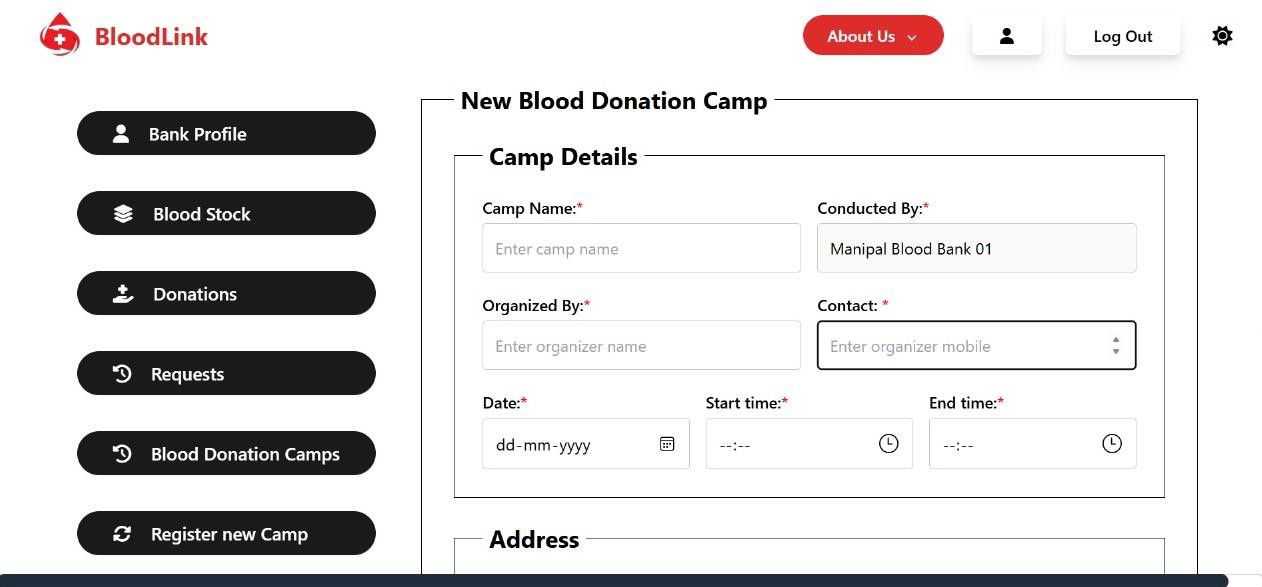 BloodLink
About Us
Log Out
Bank Profile
Blood Stock
Donations
Requests
Blood Donation Camps
Register new Camp
New Blood Donation Camp
Camp Details
Camp Name:* Conducted By:*
Enter camp name Manipal Blood Bank 01
Organized By:* Contact: *
Enter organizer name Enter organizer mobile
Date:* Start time:* End time:*
dd-mm-yyyy --:-- --:--
Address